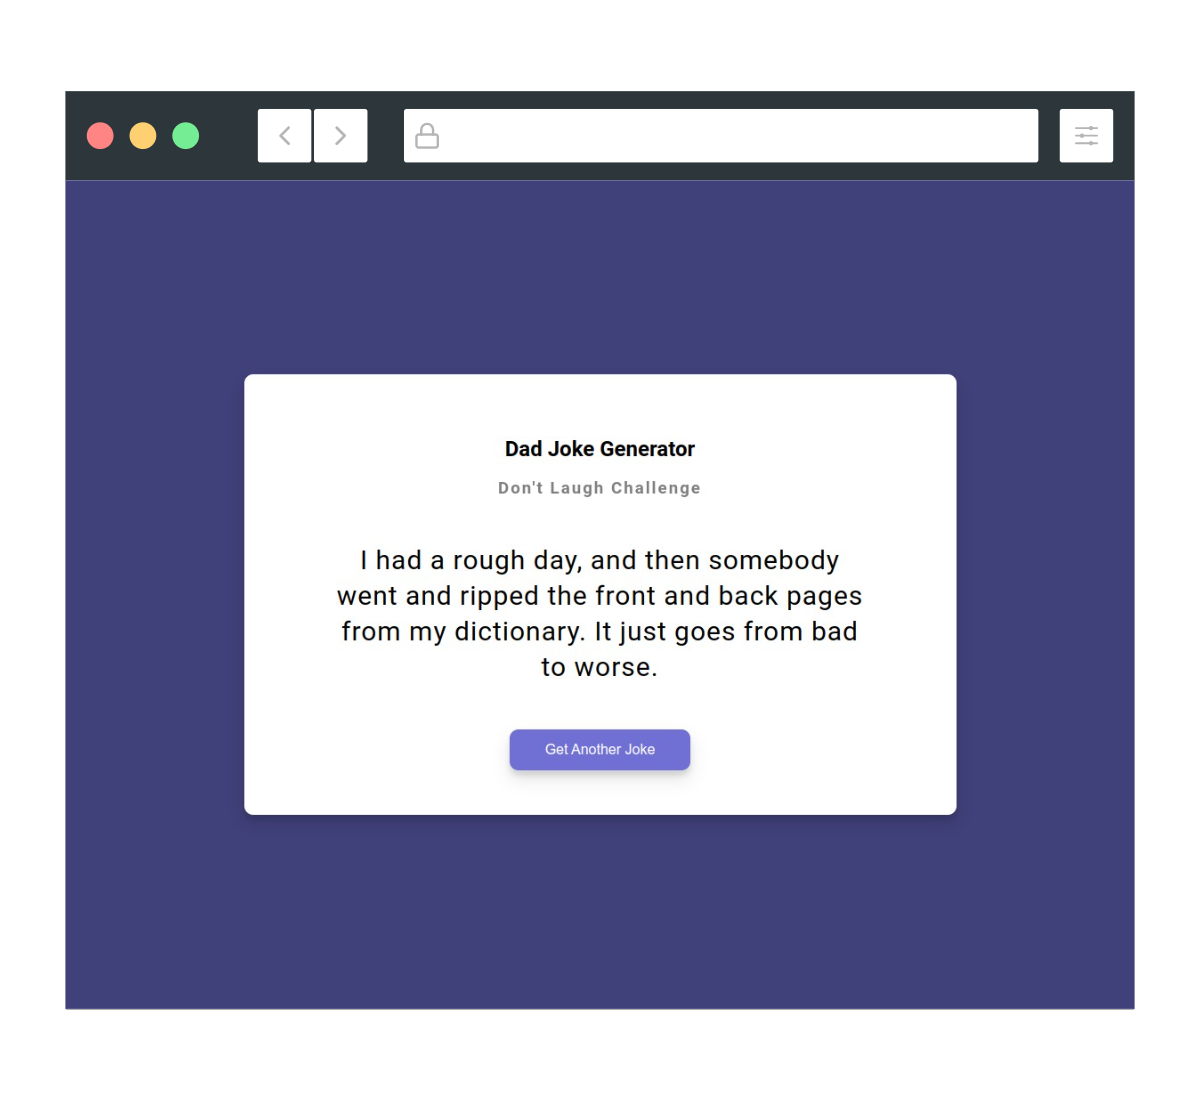 Dad Joke Generator
Don't Laugh Challenge
I had a rough day, and then somebody
went and ripped the front and back pages
from my dictionary. It just goes from bad
to worse.
Get Another Joke